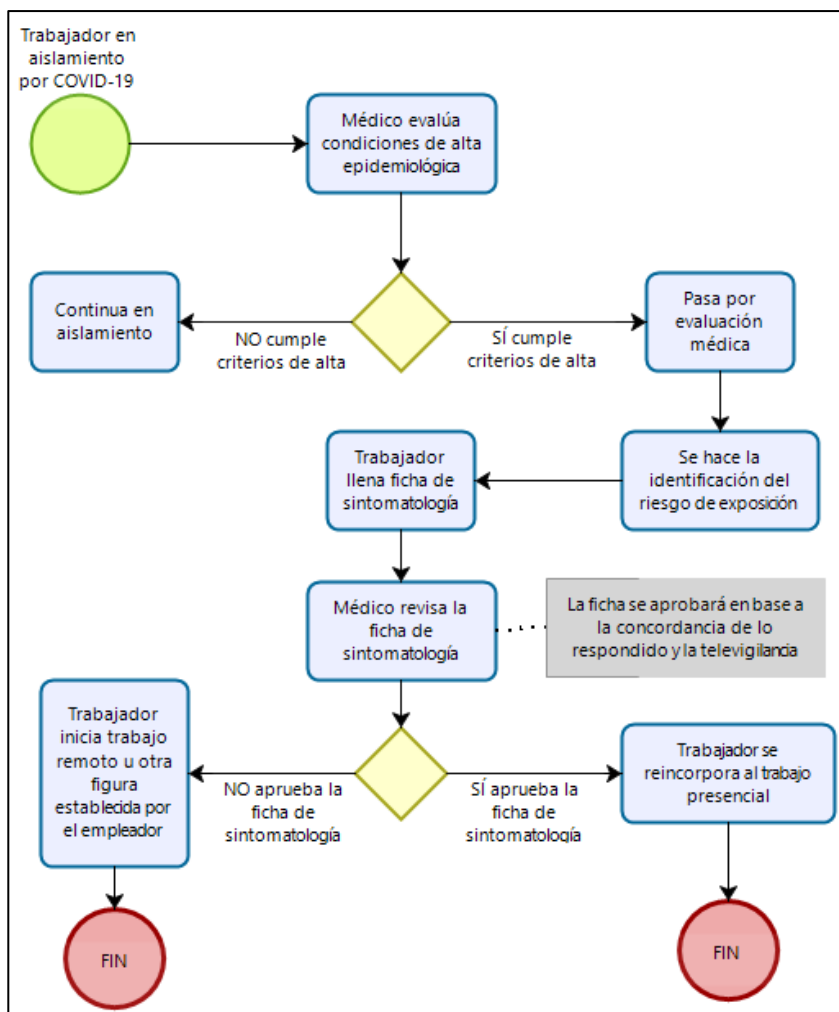 Trabajador en
aislamiento
por COVID-19
Médico evalúa
condiciones de alta
epidemiológica
Continua en
aislamiento
NO cumple
criterios de alta
SÍ cumple
criterios de alta
Pasa por
evaluación
médica
Se hace la
identificación del
riesgo de exposición
Trabajador
llena ficha de
sintomatología
Médico revisa la
ficha de
sintomatología
La ficha se aprobará en base a
la concordancia de lo
respondido y la televigilancia
Trabajador
inicia trabajo
remoto u otra
figura
establecida por
el empleador
NO aprueba la
ficha de
sintomatología
SÍ aprueba la
ficha de
sintomatología
Trabajador se
reincorpora al trabajo
presencial
FIN
FIN